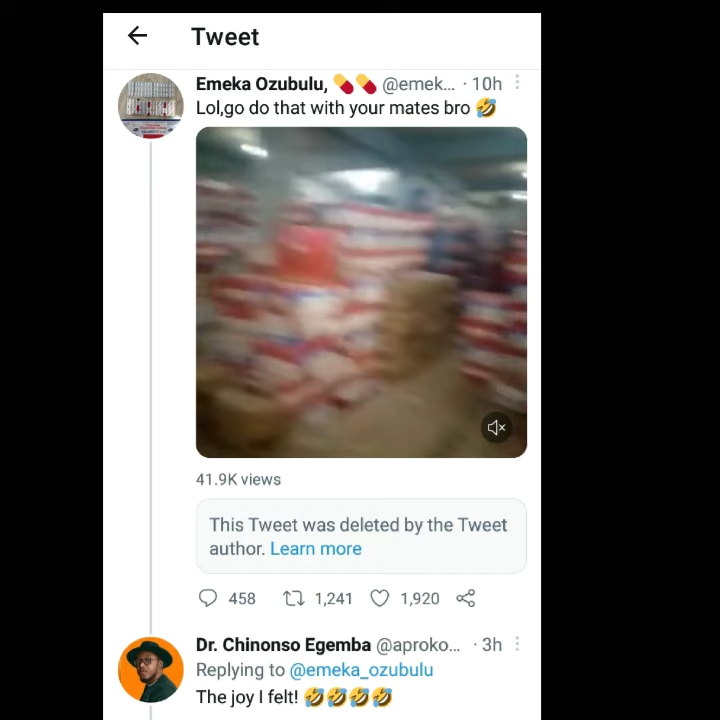 Tweet
Emeka Ozubulu, 💊💊 @emek... · 10h
Lol,go do that with your mates bro 🤣
41.9K views
This Tweet was deleted by the Tweet
author. Learn more
458 1,241 1,920
Dr. Chinonso Egemba @aproko... · 3h
Replying to @emeka_ozubulu
The joy I felt! 🤣🤣🤣🤣